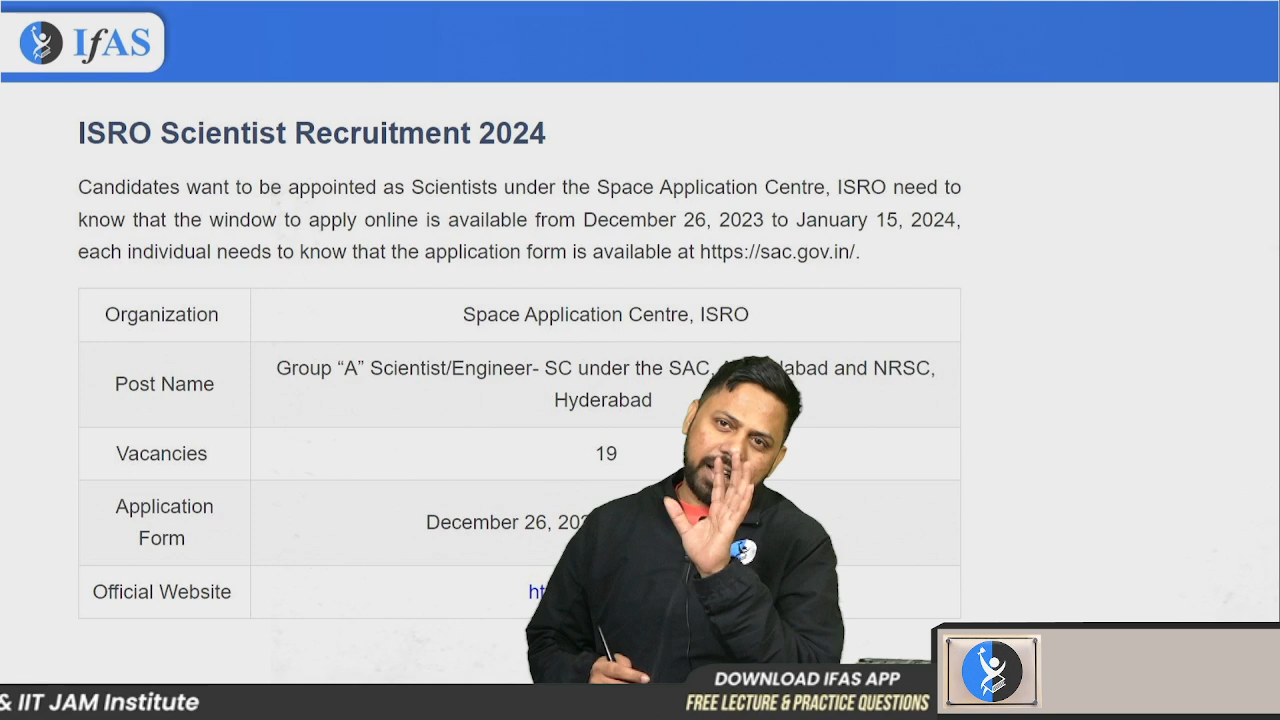 IfAS
ISRO Scientist Recruitment 2024
Candidates want to be appointed as Scientists under the Space Application Centre, ISRO need to
know that the window to apply online is available from December 26, 2023 to January 15, 2024,
each individual needs to know that the application form is available at https://sac.gov.in/.
Organization Space Application Centre, ISRO
Post Name Group “A” Scientist/Engineer- SC under the SAC, and NRSC,
Hyderabad
Vacancies 19
Application
Form December 26,
Official Website
& IIT JAM Institute
DOWNLOAD IFAS APP
FREE LECTURE & PRACTICE QUESTIONS